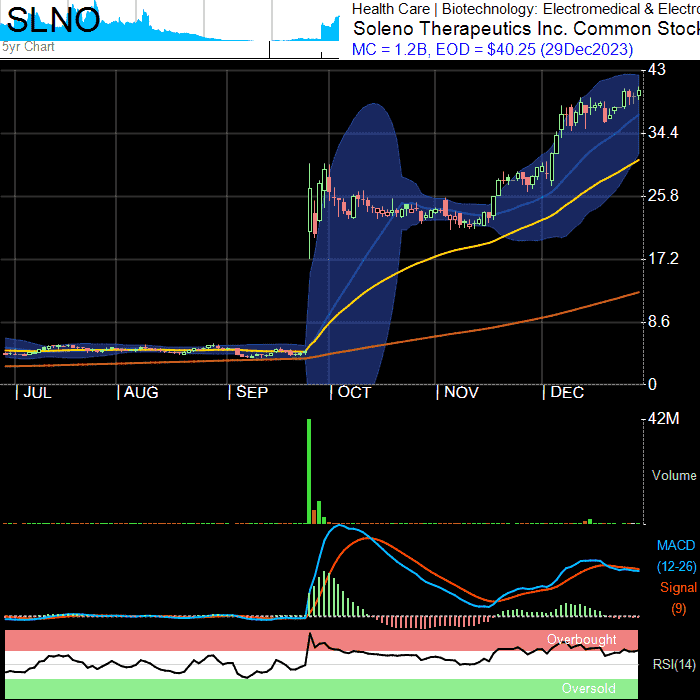 SLNO
5yr Chart
Health Care | Biotechnology: Electromedical & Electro
Soleno Therapeutics Inc. Common Stock
MC = 1.2B, EOD = $40.25 (29Dec2023)
43
34.4
25.8
17.2
8.6
0
|JUL |AUG |SEP |OCT |NOV |DEC
42M
Volume
MACD
(12-26)
Signal
(9)
Overbought
RSI(14)
Oversold